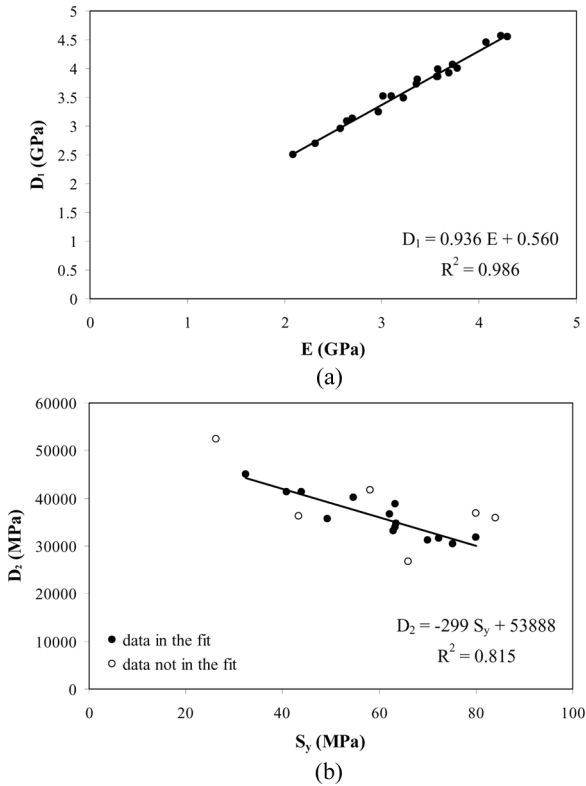 5
4.5
4
3.5
3
2.5
2
1.5
1
0.5
0
D₁ (GPa)
D₁ = 0.936 E + 0.560
R² = 0.986
0 1 2 3 4 5
E (GPa)
(a)
60000
50000
40000
30000
20000
10000
0
D₂ (MPa)
D₂ = -299 Sy + 53888
R² = 0.815
data in the fit
data not in the fit
0 20 40 60 80 100
Sy (MPa)
(b)